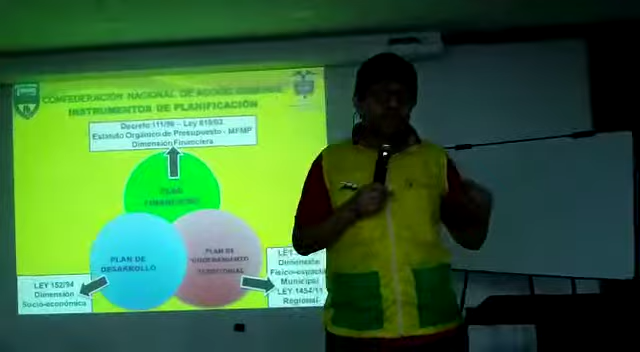 CONFEDERACIÓN NACIONAL DE
INSTRUMENTOS DE PLANIFICACIÓN
Decreto 111/96 – Ley 819/03
Estatuto Orgánico de Presupuesto - MFMP
Dimensión Financiera
PLAN
FINANCIERO
PLAN DE
DESARROLLO
PLAN DE
ORDENAMIENTO
TERRITORIAL
LEY 152/94
Dimensión
Socio-económica
Dimensión
Físico-espacial
Municipal
LEY 1454/11
Regional